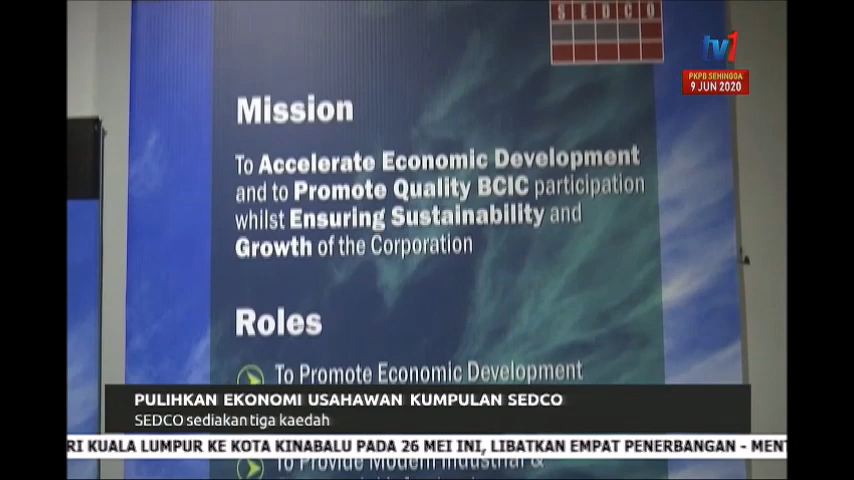 SEDCO
tv1
PKPB SEHINGGA
9 JUN 2020
Mission
To Accelerate Economic Development
and to Promote Quality BCIC participation
whilst Ensuring Sustainability and
Growth of the Corporation
Roles
To Promote Economic Development
PULIHKAN EKONOMI USAHAWAN KUMPULAN SEDCO
SEDCO sediakan tiga kaedah
RI KUALA LUMPUR KE KOTA KINABALU PADA 26 MEI INI, LIBATKAN EMPAT PENERBANGAN - MENT
To Provide Modern Industrial &